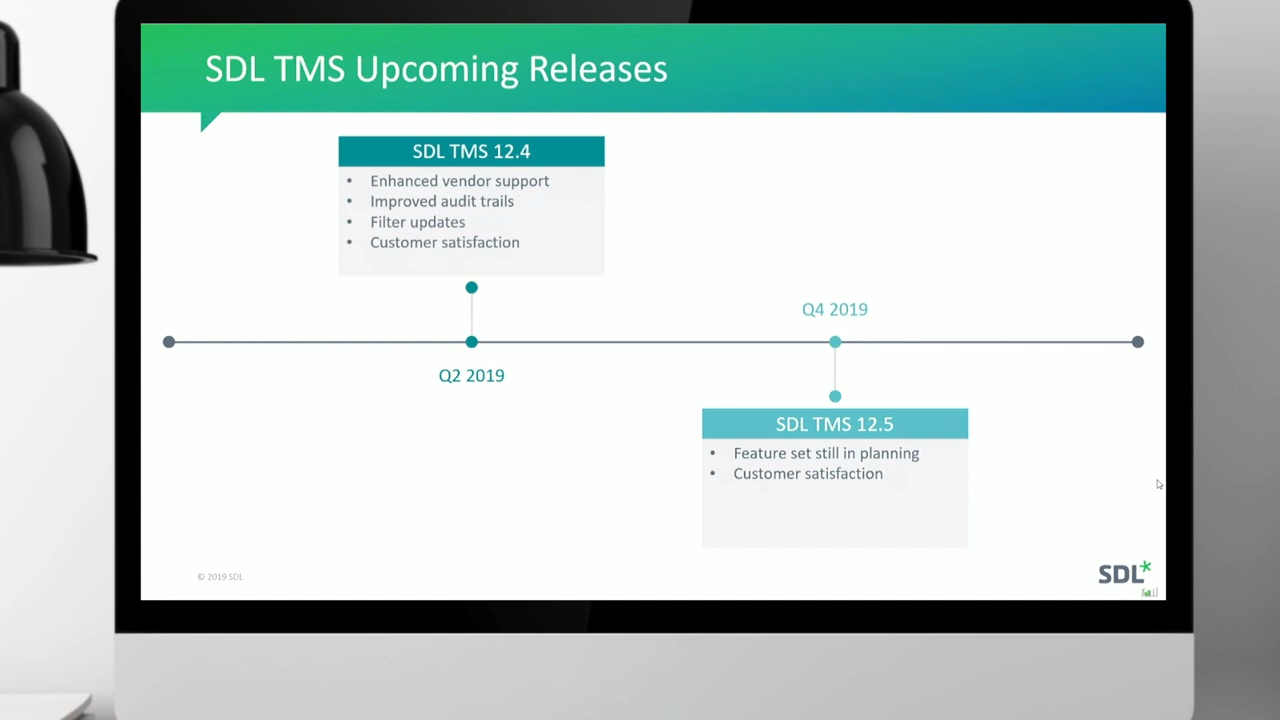 SDL TMS Upcoming Releases
SDL TMS 12.4
• Enhanced vendor support
• Improved audit trails
• Filter updates
• Customer satisfaction
Q4 2019
Q2 2019
SDL TMS 12.5
• Feature set still in planning
• Customer satisfaction
© 2019 SDL
SDL*